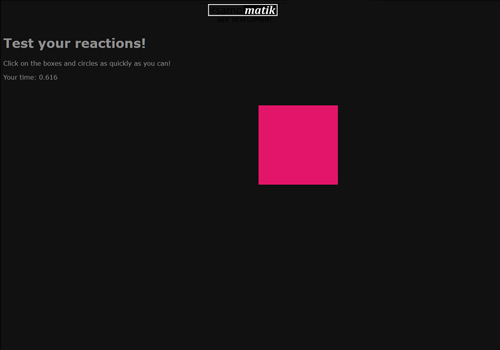 matik
Test your reactions!
Click on the boxes and circles as quickly as you can!
Your time: 0.616